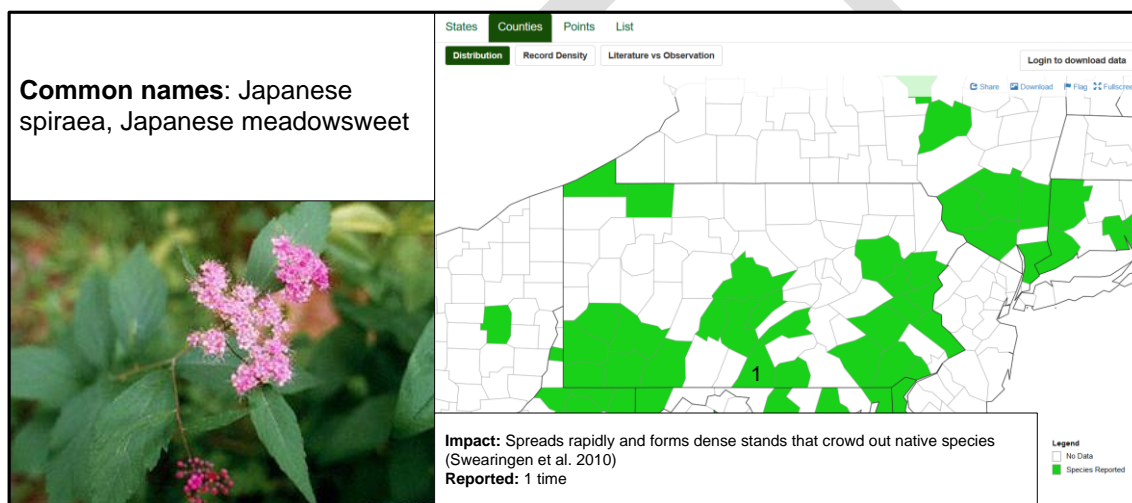 Common names: Japanese
spiraea, Japanese meadowsweet
States Counties Points List
Distribution Record Density Literature vs Observation
Login to download data
Share Download Flag Fullscree
1
Impact: Spreads rapidly and forms dense stands that crowd out native species
(Swearingen et al. 2010)
Reported: 1 time
Legend
No Data
Species Reported